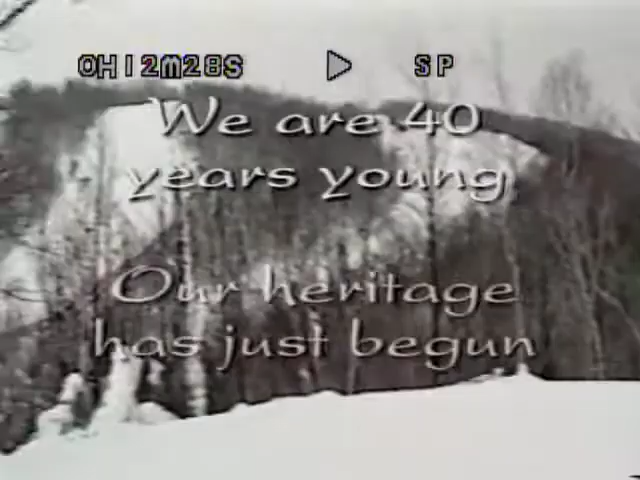 0H12M28S ▷ SP
We are 40
years young
Our heritage
has just begun